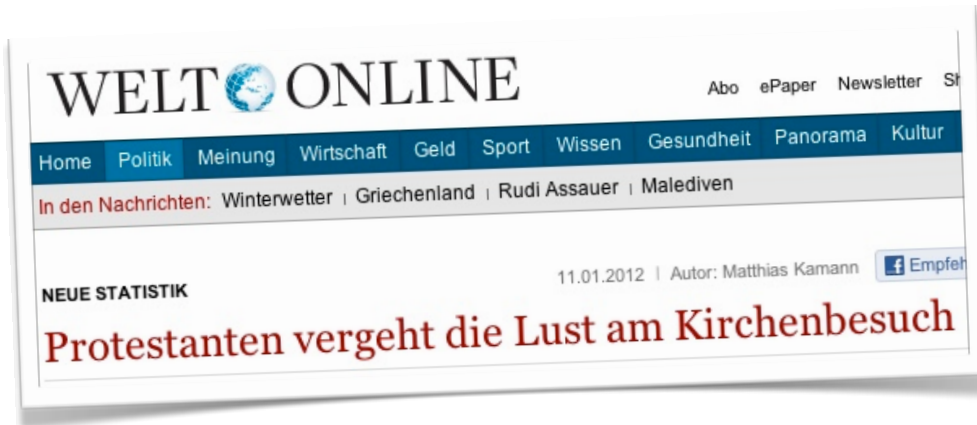 WELT ONLINE
Abo ePaper Newsletter
Home Politik Meinung Wirtschaft Geld Sport Wissen Gesundheit Panorama Kultur
In den Nachrichten: Winterwetter | Griechenland | Rudi Assauer | Malediven
NEUE STATISTIK
11.01.2012 | Autor: Matthias Kamann
Protestanten vergeht die Lust am Kirchenbesuch